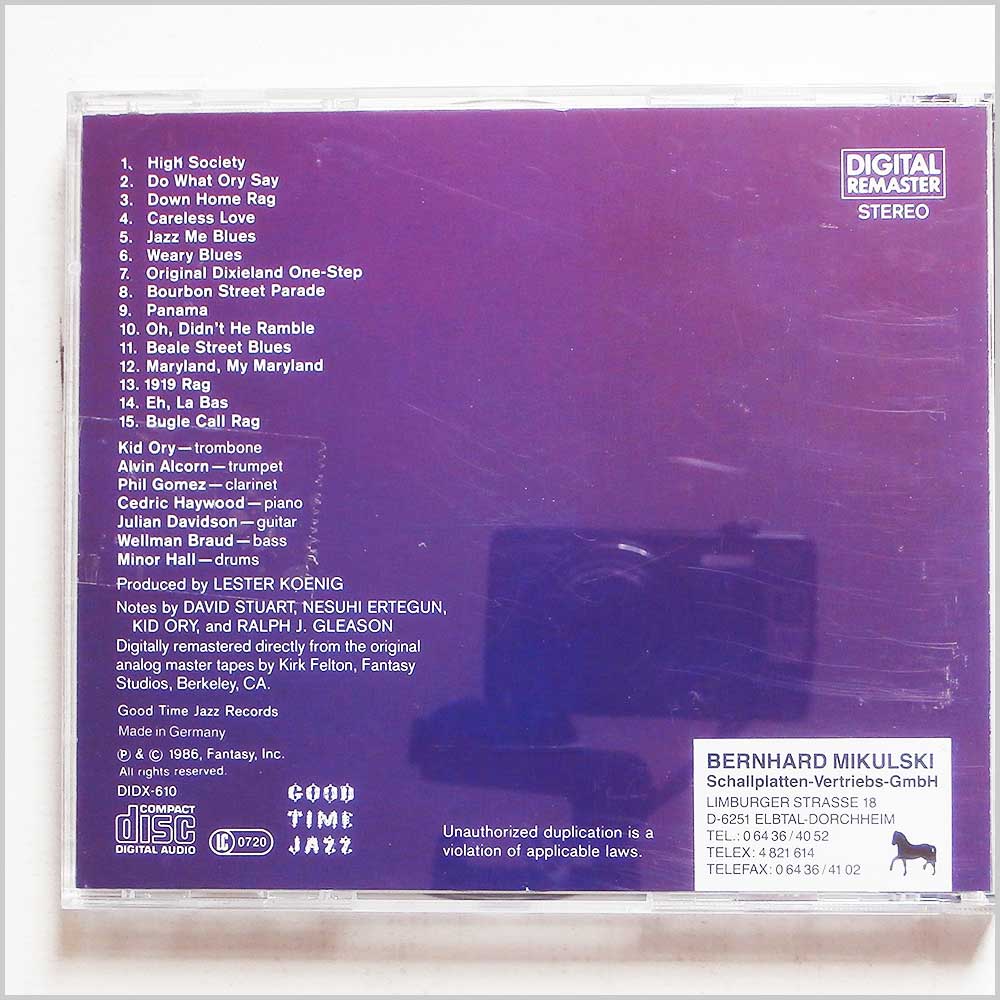 1. High Society
2. Do What Ory Say
3. Down Home Rag
4. Careless Love
5. Jazz Me Blues
6. Weary Blues
7. Original Dixieland One-Step
8. Bourbon Street Parade
9. Panama
10. Oh, Didn't He Ramble
11. Beale Street Blues
12. Maryland, My Maryland
13. 1919 Rag
14. Eh, La Bas
15. Bugle Call Rag
Kid Ory—trombone
Alvin Alcorn—trumpet
Phil Gomez—clarinet
Cedric Haywood—piano
Julian Davidson—guitar
Wellman Braud—bass
Minor Hall—drums
Produced by LESTER KOENIG
Notes by DAVID STUART, NESUHI ERTEGUN,
KID ORY, and RALPH J. GLEASON
Digitally remastered directly from the original
analog master tapes by Kirk Felton, Fantasy
Studios, Berkeley, CA.
Good Time Jazz Records
Made in Germany
℗ & © 1986, Fantasy, Inc.
All rights reserved.
DIDX-610
COMPACT
disc
DIGITAL AUDIO
LC 0720
GOOD
TIME
JAZZ
Unauthorized duplication is a
violation of applicable laws.
DIGITAL
REMASTER
STEREO
BERNHARD MIKULSKI
Schallplatten-Vertriebs-GmbH
LIMBURGER STRASSE 18
D-6251 ELBTAL-DORCHHEIM
TEL.: 0 64 36 / 40 52
TELEX: 4 821 614
TELEFAX: 0 64 36 / 41 02